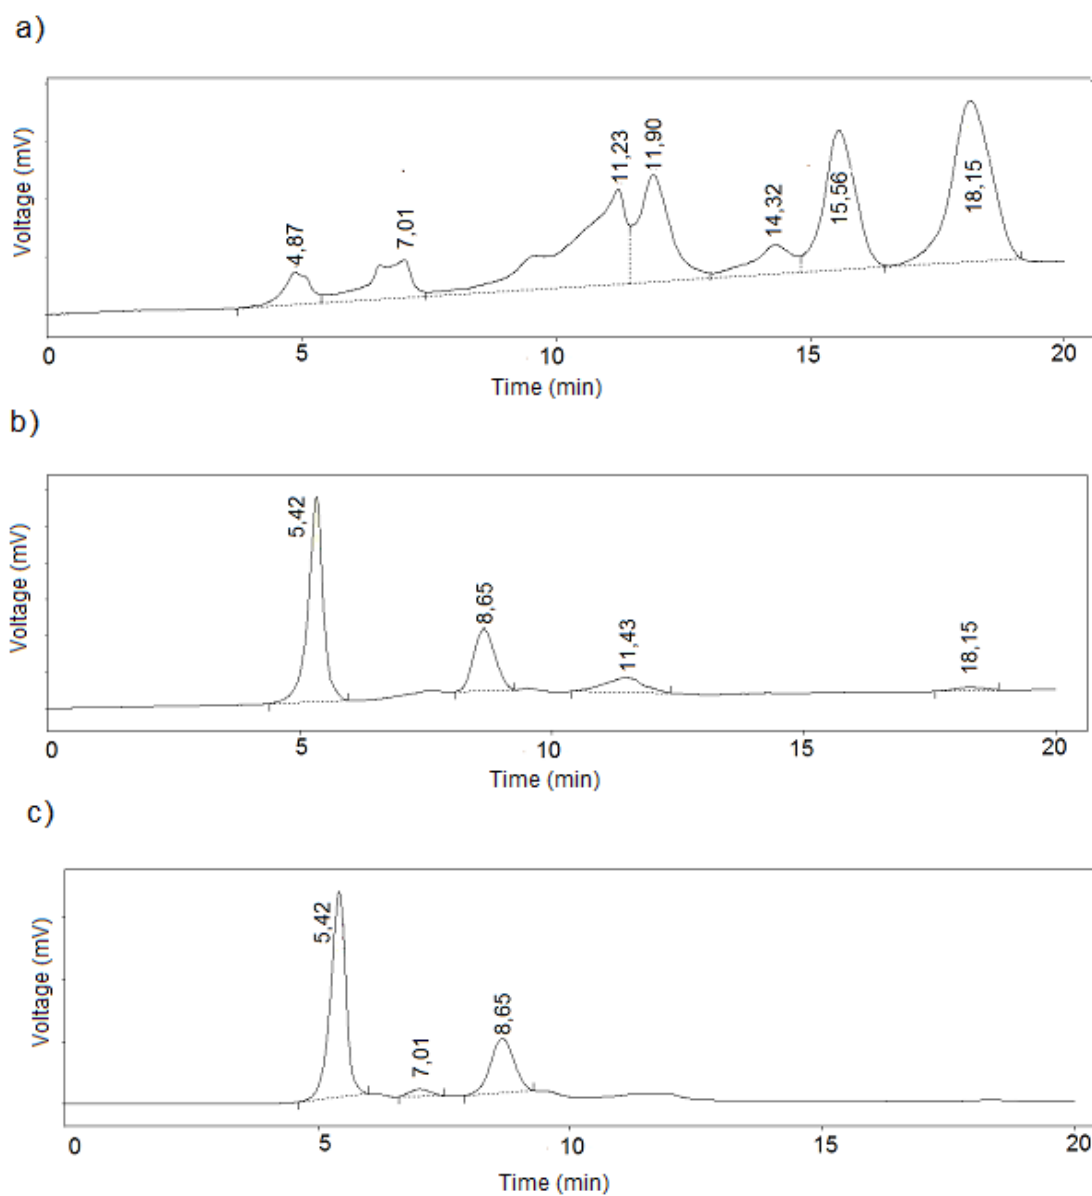 a)
Voltage (mV)
4,87
7,01
11,23
11,90
14,32
15,56
18,15
0 5 10 15 20
Time (min)
b)
Voltage (mV)
5,42
8,65
11,43
18,15
0 5 10 15 20
Time (min)
c)
Voltage (mV)
5,42
7,01
8,65
0 5 10 15 20
Time (min)